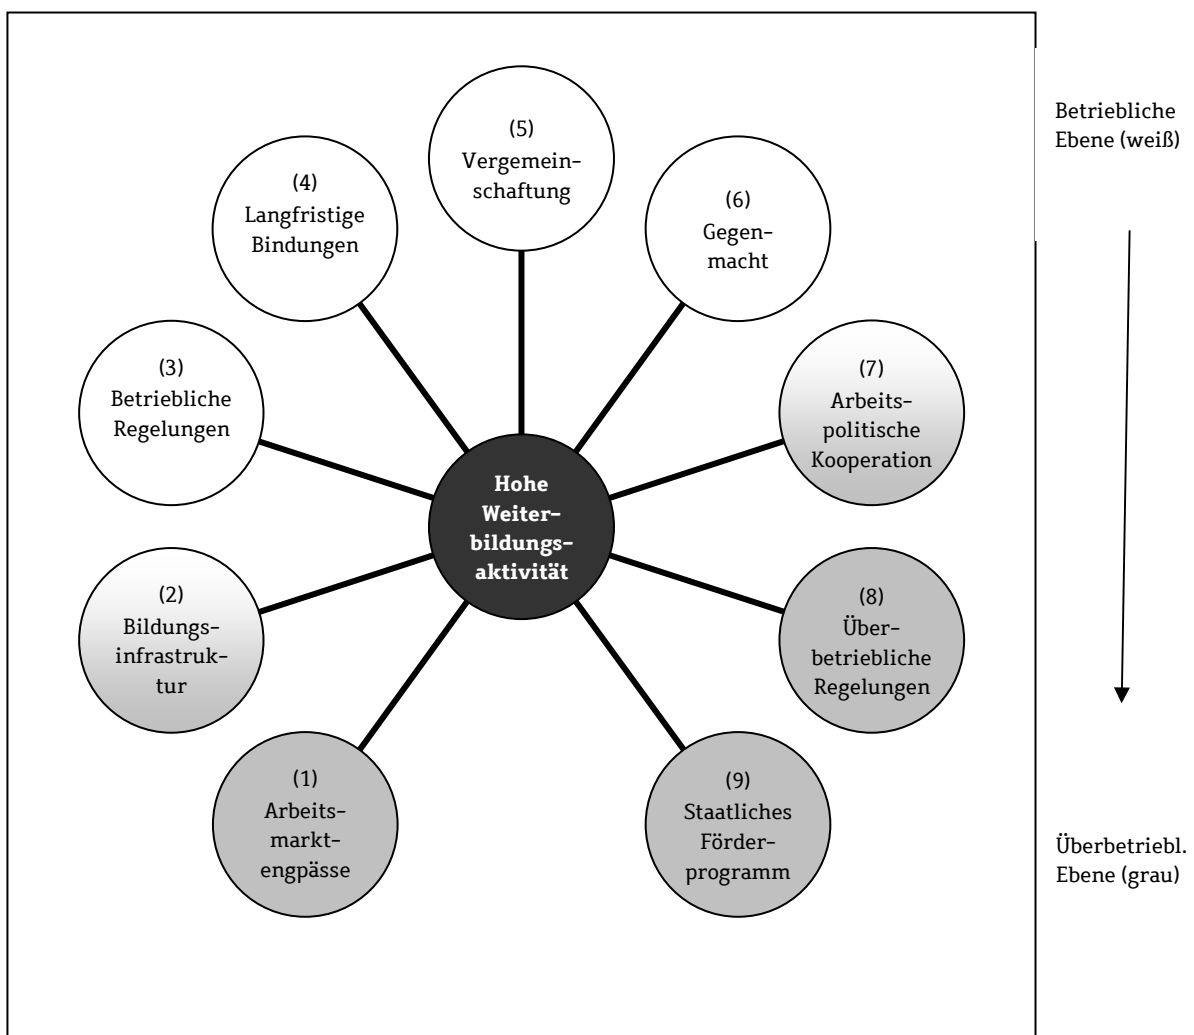 (5)
Vergemein-
schaftung
(4)
Langfristige
Bindungen
(6)
Gegen-
macht
(3)
Betriebliche
Regelungen
(7)
Arbeits-
politische
Kooperation
Hohe
Weiter-
bildungs-
aktivität
(2)
Bildungs-
infrastruk-
tur
(8)
Über-
betriebliche
Regelungen
(1)
Arbeits-
markt-
engpässe
(9)
Staatliches
Förder-
programm
Betriebliche
Ebene (weiß)
Überbetriebl.
Ebene (grau)